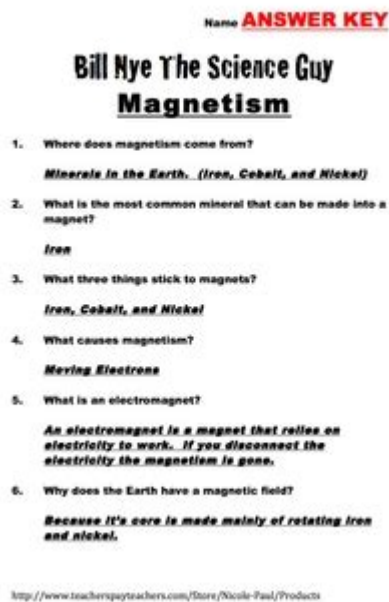 Name ANSWER KEY
Bill Nye The Science Guy
Magnetism
1. Where does magnetism come from?
Minerals in the Earth. (Iron, Cobalt, and Nickel)
2. What is the most common mineral that can be made into a
magnet?
Iron
3. What three things stick to magnets?
Iron, Cobalt, and Nickel
4. What causes magnetism?
Moving Electrons
5. What is an electromagnet?
An electromagnet is a magnet that relies on
electricity to work. If you disconnect the
electricity the magnetism is gone.
6. Why does the Earth have a magnetic field?
Because it's core is made mainly of rotating iron
and nickel.
http://www.teacherspayteachers.com/Store/Nicole-Paul/Products